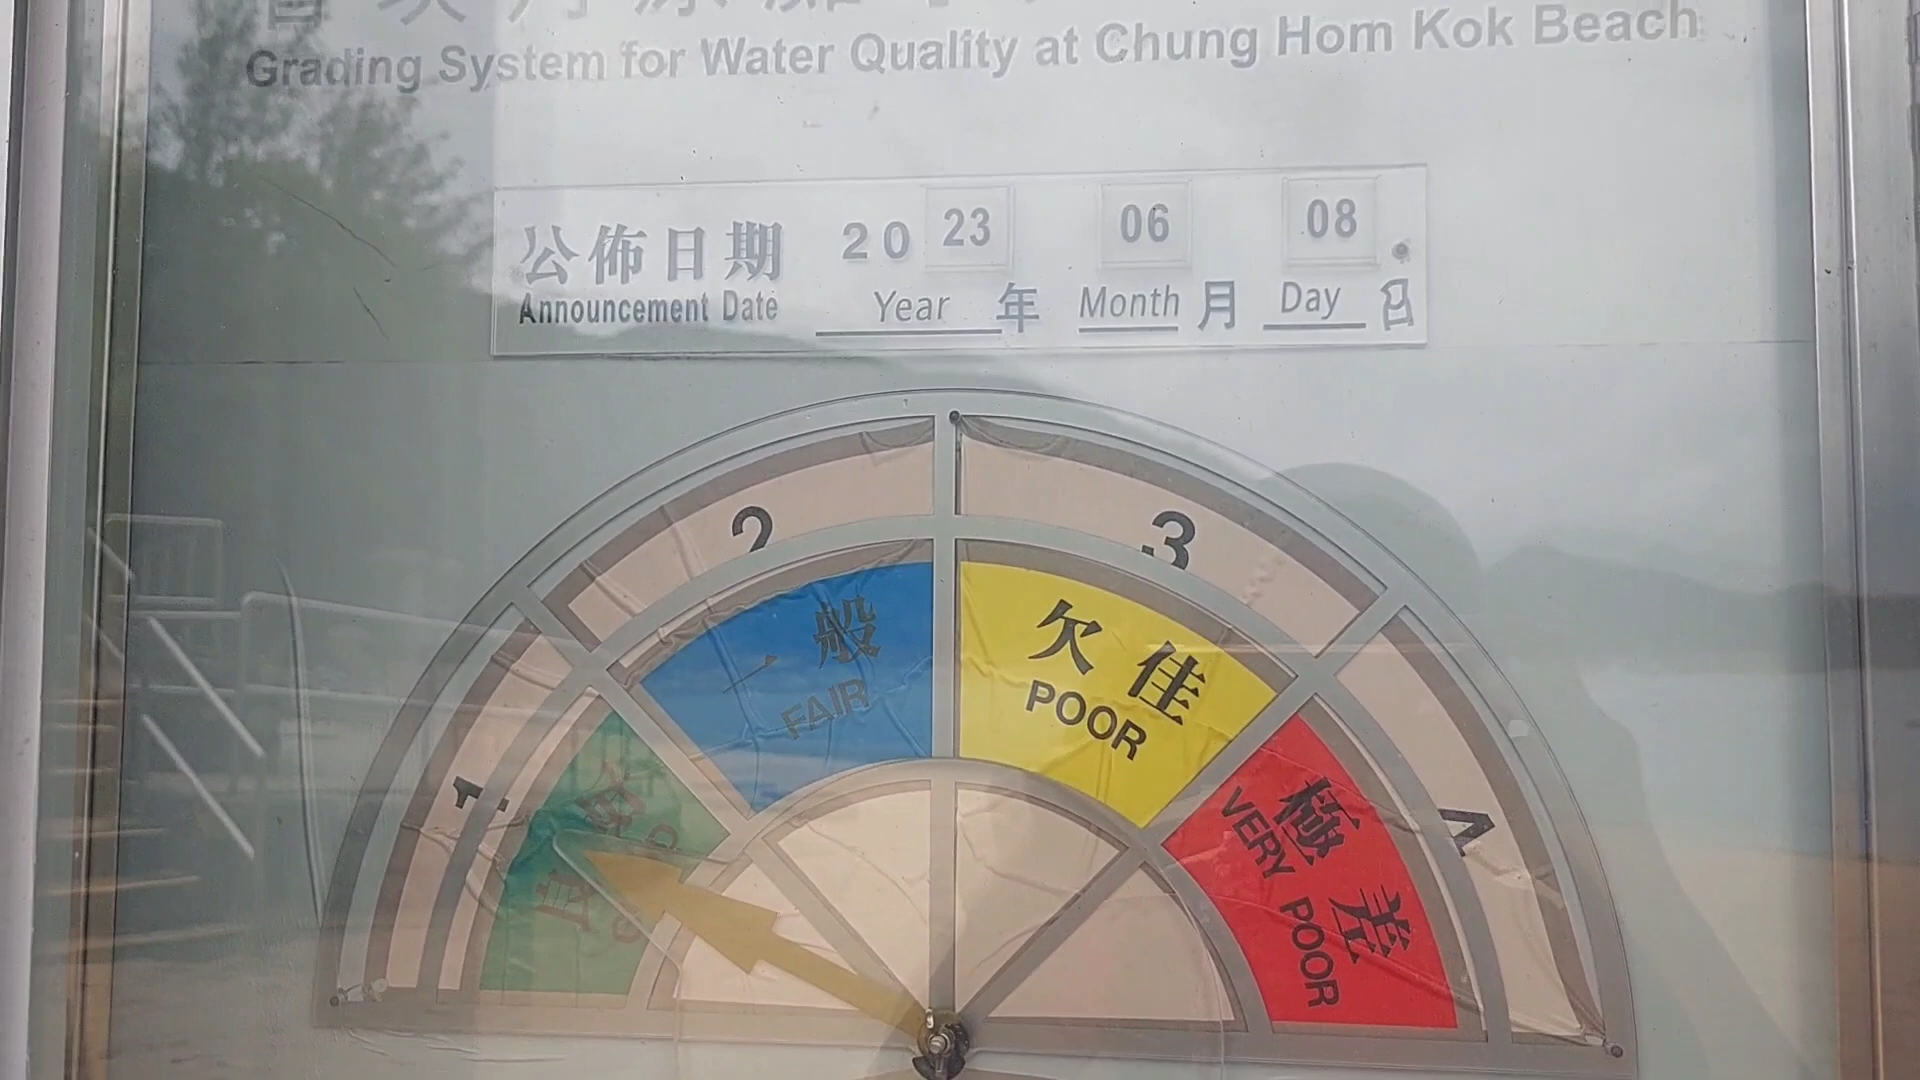 Grading System for Water Quality at Chung Hom Kok Beach
公佈日期 20 23 年 06 月 08 日
Announcement Date Year Month Day
1
2
3
4
一般
FAIR
欠佳
POOR
極差
VERY POOR